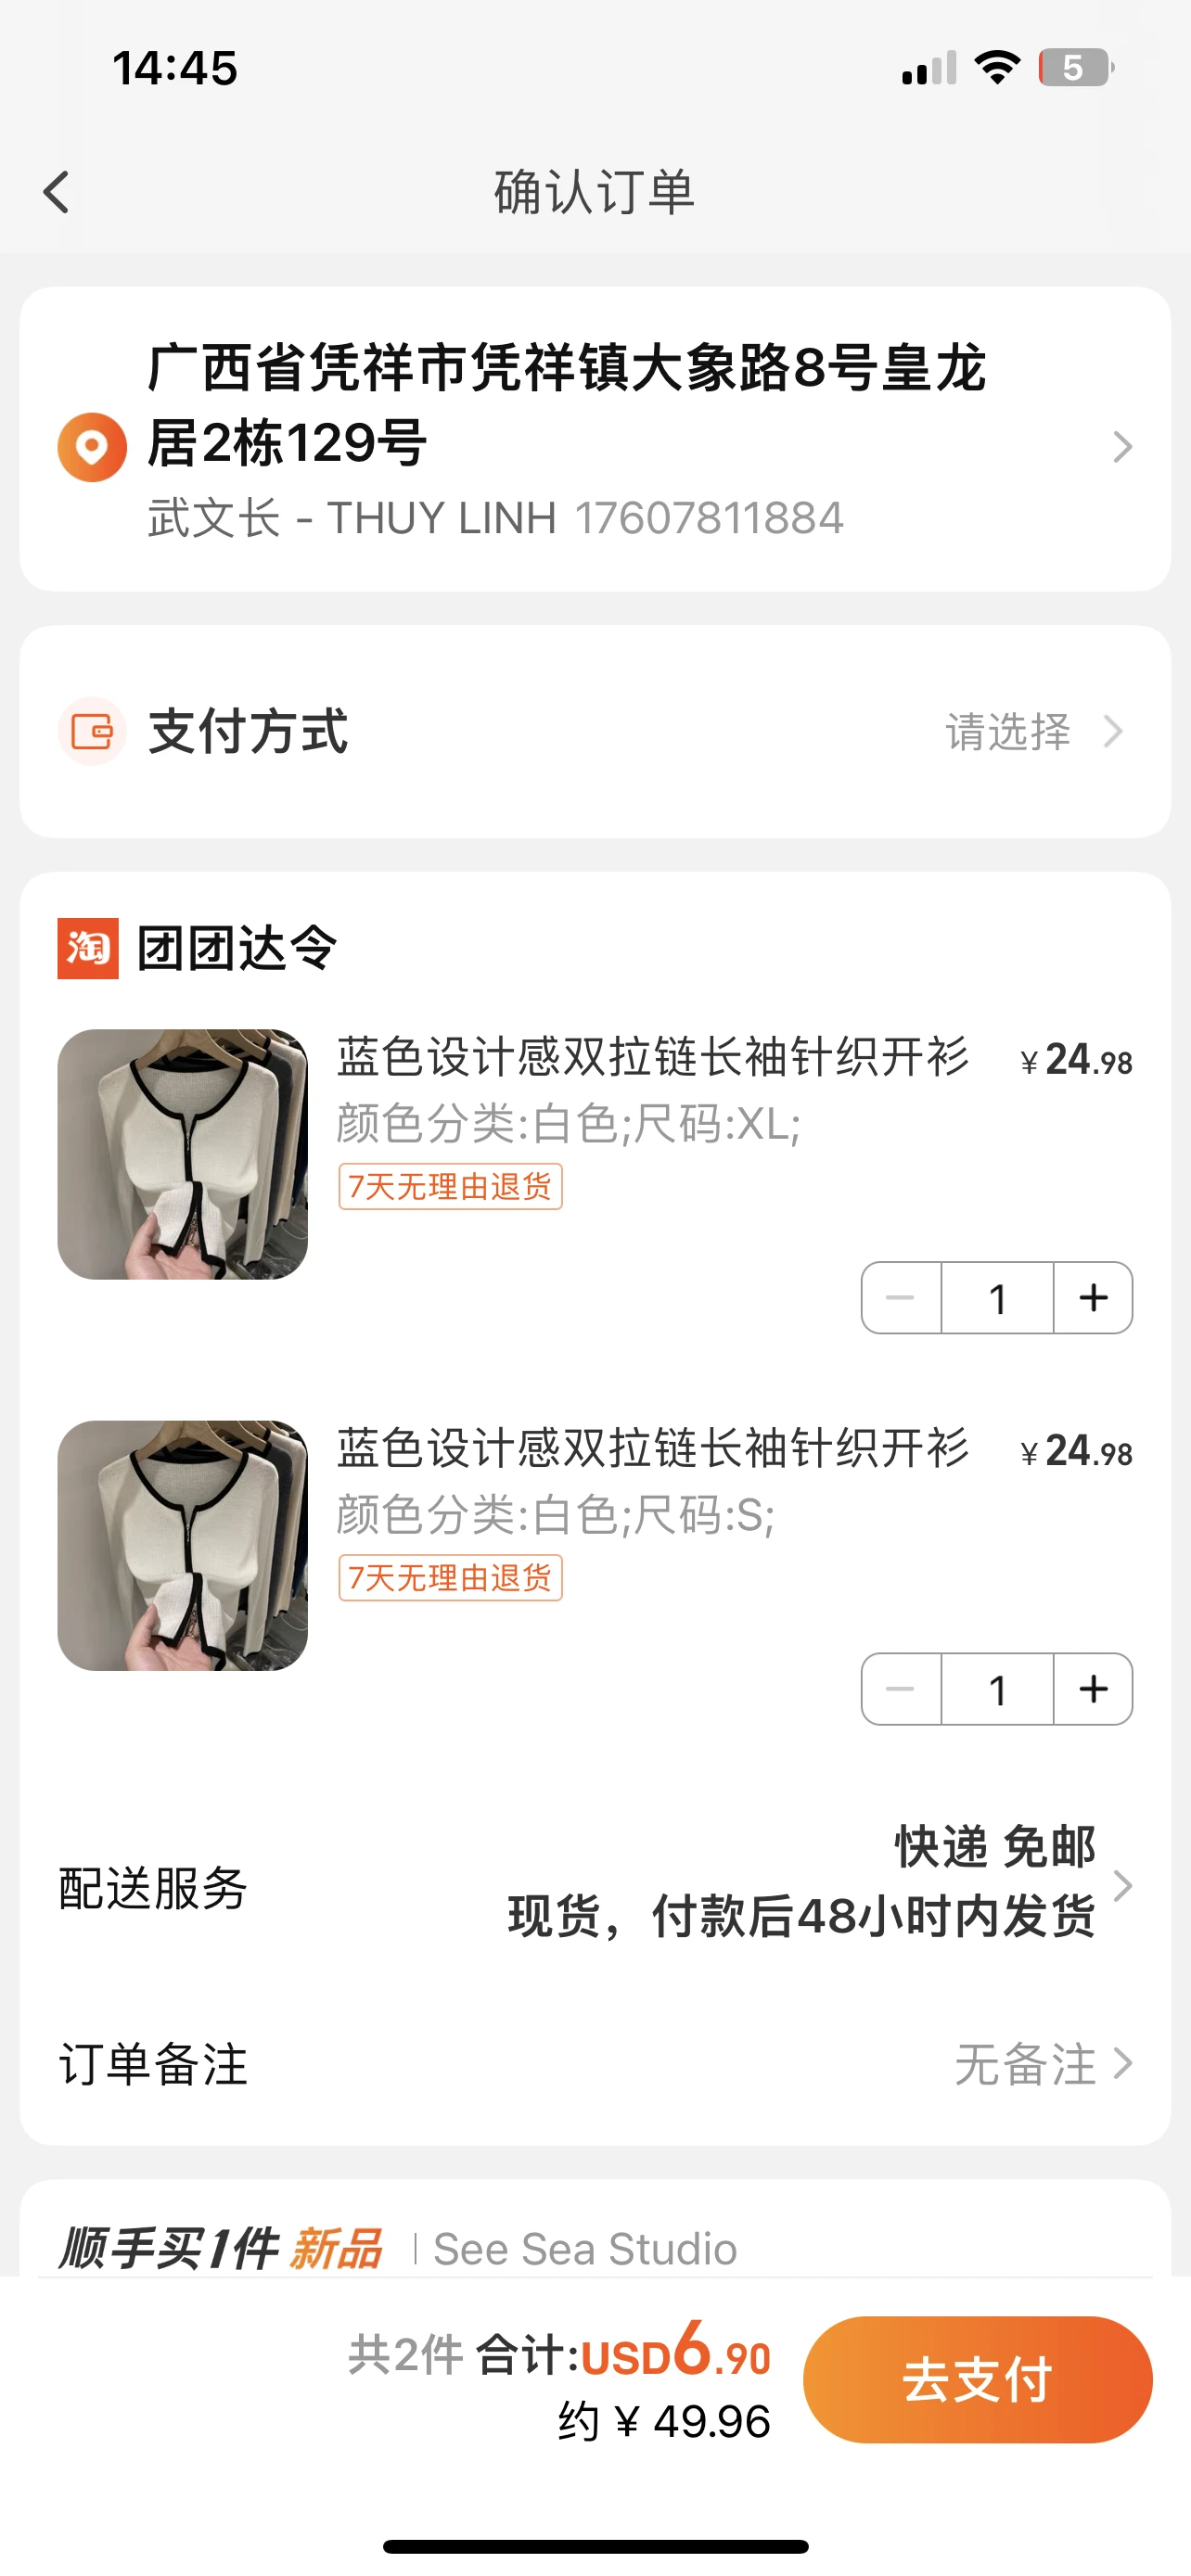 14:45
5
确认订单
广西省凭祥市凭祥镇大象路8号皇龙
居2栋129号
武文长 - THUY LINH 17607811884
支付方式 请选择
淘 团团达令
蓝色设计感双拉链长袖针织开衫 ¥24.98
颜色分类:白色;尺码:XL;
7天无理由退货
1
蓝色设计感双拉链长袖针织开衫 ¥24.98
颜色分类:白色;尺码:S;
7天无理由退货
1
快递 免邮
配送服务
现货，付款后48小时内发货
订单备注 无备注
顺手买1件 新品 | See Sea Studio
共2件 合计:USD6.90
约 ¥ 49.96
去支付